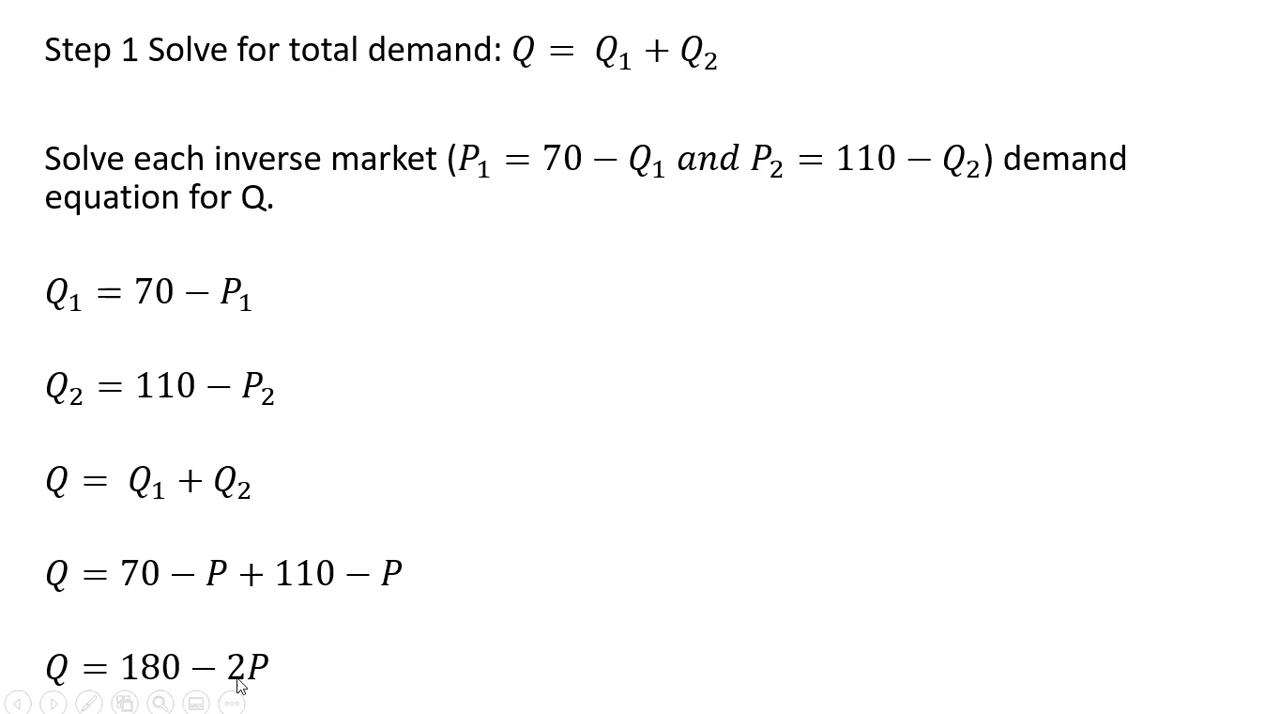 Step 1 Solve for total demand: Q = Q₁ + Q₂
Solve each inverse market (P₁ = 70 − Q₁ and P₂ = 110 − Q₂) demand
equation for Q.
Q₁ = 70 − P₁
Q₂ = 110 − P₂
Q = Q₁ + Q₂
Q = 70 − P + 110 − P
Q = 180 − 2P